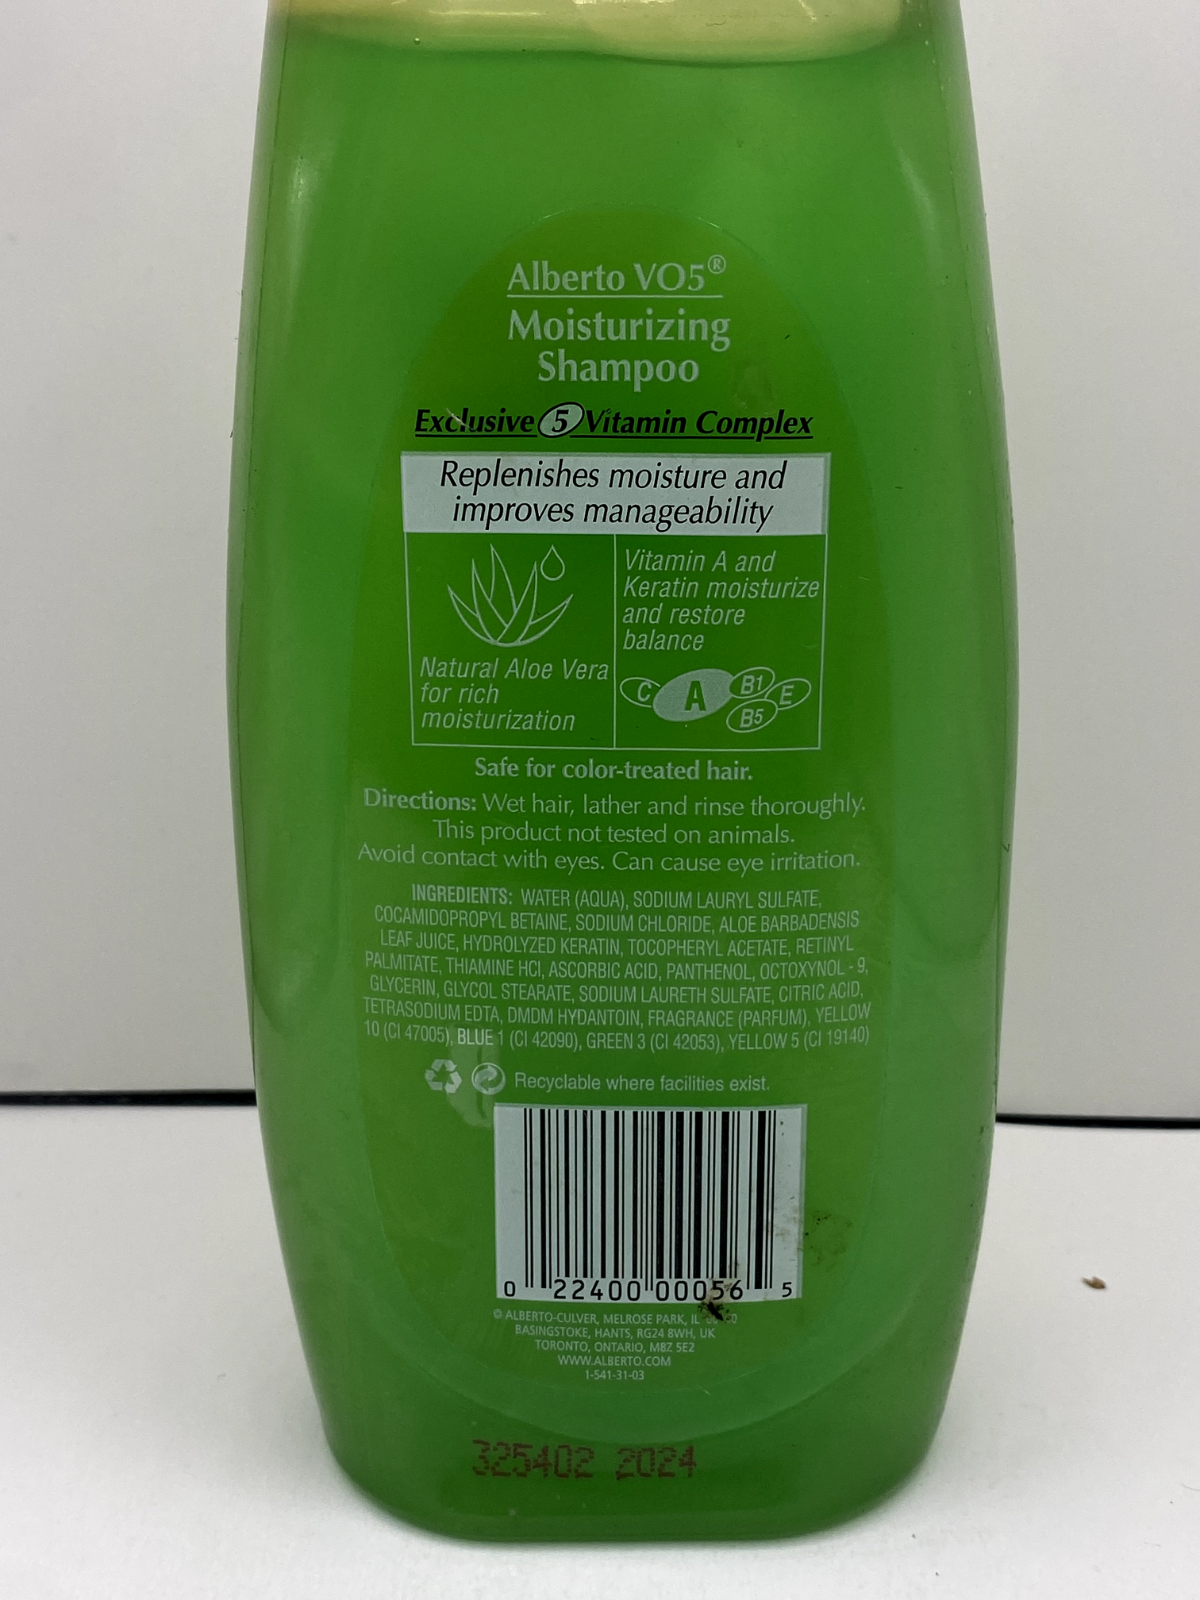 Alberto VO5®
Moisturizing
Shampoo
Exclusive 5 Vitamin Complex
Replenishes moisture and
improves manageability
Natural Aloe Vera
for rich
moisturization
Vitamin A and
Keratin moisturize
and restore
balance
C A B1 B5 E
Safe for color-treated hair.
Directions: Wet hair, lather and rinse thoroughly.
This product not tested on animals.
Avoid contact with eyes. Can cause eye irritation.
INGREDIENTS: WATER (AQUA), SODIUM LAURYL SULFATE,
COCAMIDOPROPYL BETAINE, SODIUM CHLORIDE, ALOE BARBADENSIS
LEAF JUICE, HYDROLYZED KERATIN, TOCOPHERYL ACETATE, RETINYL
PALMITATE, THIAMINE HCI, ASCORBIC ACID, PANTHENOL, OCTOXYNOL - 9,
GLYCERIN, GLYCOL STEARATE, SODIUM LAURETH SULFATE, CITRIC ACID,
TETRASODIUM EDTA, DMDM HYDANTOIN, FRAGRANCE (PARFUM), YELLOW
10 (CI 47005), BLUE 1 (CI 42090), GREEN 3 (CI 42053), YELLOW 5 (CI 19140)
Recyclable where facilities exist.
0 22400 00056 5
© ALBERTO-CULVER, MELROSE PARK, IL
BASINGSTOKE, HANTS, RG24 8WH, UK
TORONTO, ONTARIO, M8Z 5E2
WWW.ALBERTO.COM
1-541-31-03
325402 2024